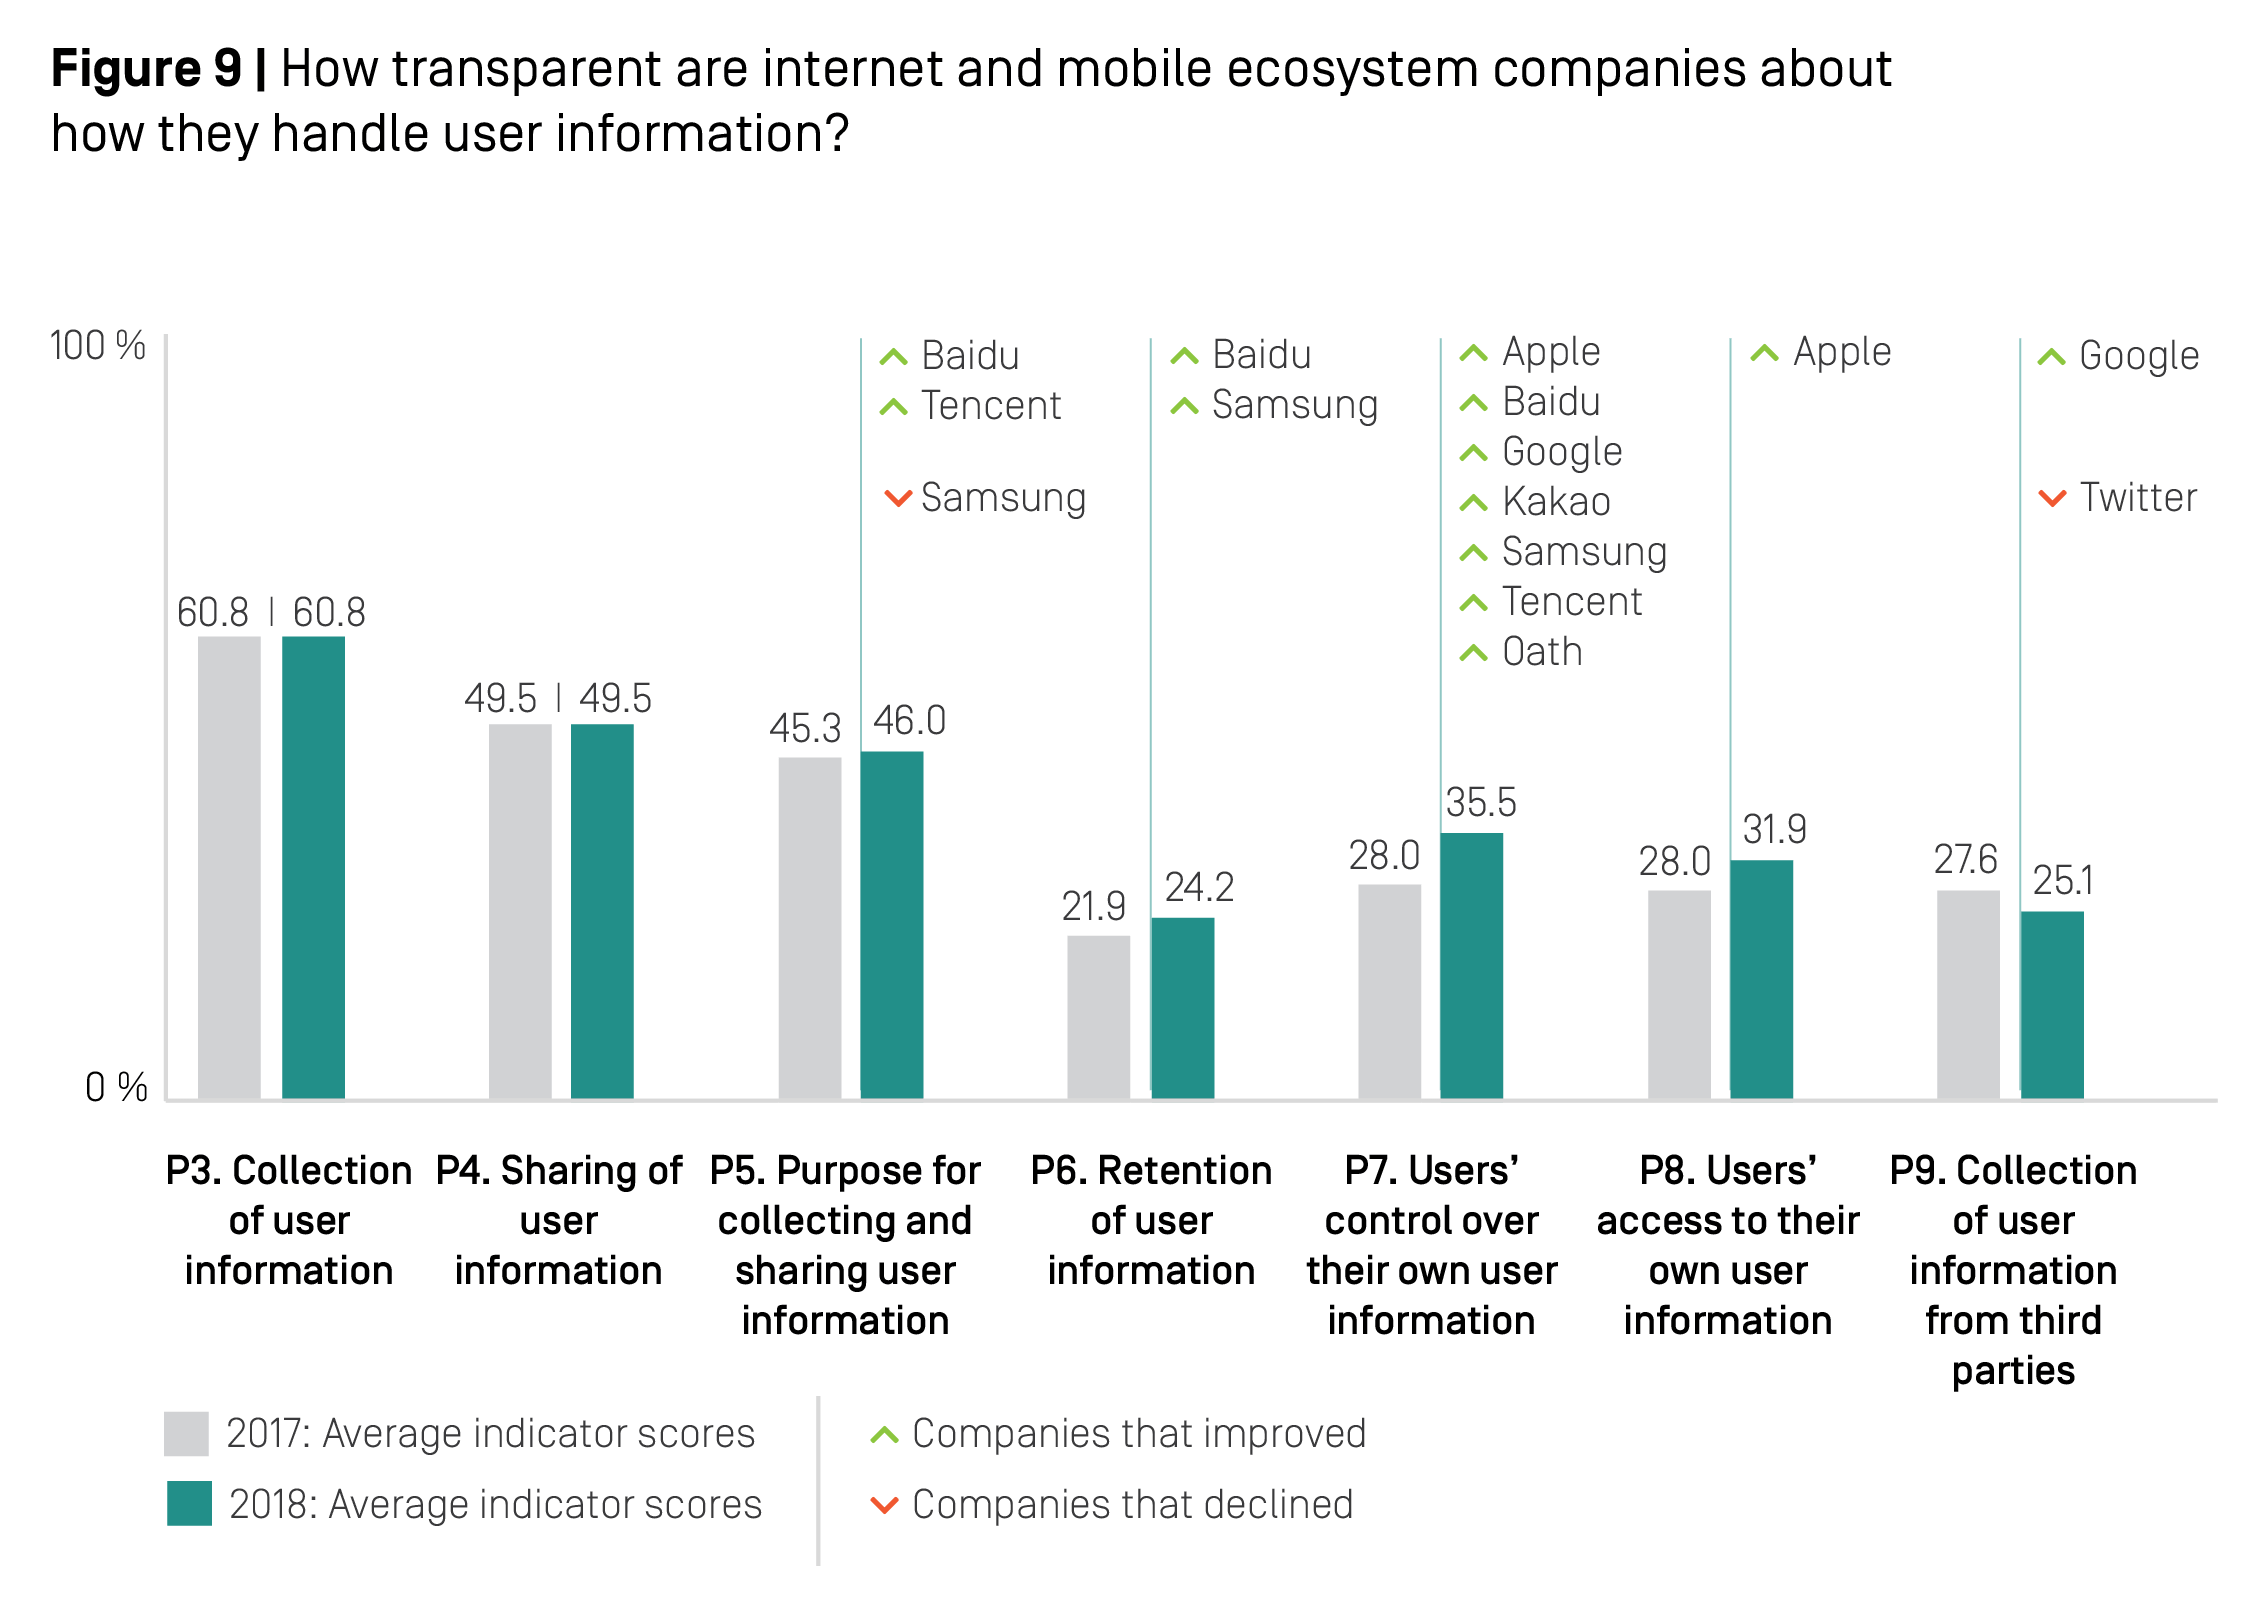 Figure 9 | How transparent are internet and mobile ecosystem companies about
how they handle user information?
100 %
0 %
Baidu
Tencent
Samsung
Baidu
Samsung
Apple
Baidu
Google
Kakao
Samsung
Tencent
Oath
Apple
Google
Twitter
60.8 | 60.8
49.5 | 49.5
45.3 46.0
21.9 24.2
28.0 35.5
28.0 31.9
27.6 25.1
P3. Collection
of user
information
P4. Sharing of
user
information
P5. Purpose for
collecting and
sharing user
information
P6. Retention
of user
information
P7. Users’
control over
their own user
information
P8. Users’
access to their
own user
information
P9. Collection
of user
information
from third
parties
2017: Average indicator scores
2018: Average indicator scores
Companies that improved
Companies that declined